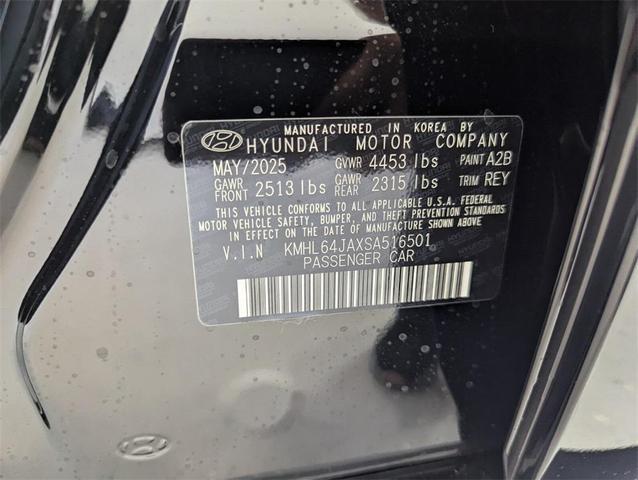 MANUFACTURED IN KOREA BY
HYUNDAI MOTOR COMPANY
MAY/2025 GVWR 4453 lbs PAINT A2B
GAWR FRONT 2513 lbs GAWR REAR 2315 lbs TRIM REY
THIS VEHICLE CONFORMS TO ALL APPLICABLE U.S.A. FEDERAL
MOTOR VEHICLE SAFETY, BUMPER, AND THEFT PREVENTION STANDARDS
IN EFFECT ON THE DATE OF MANUFACTURE SHOWN ABOVE
V.I.N KMHL64JAXSA516501
PASSENGER CAR